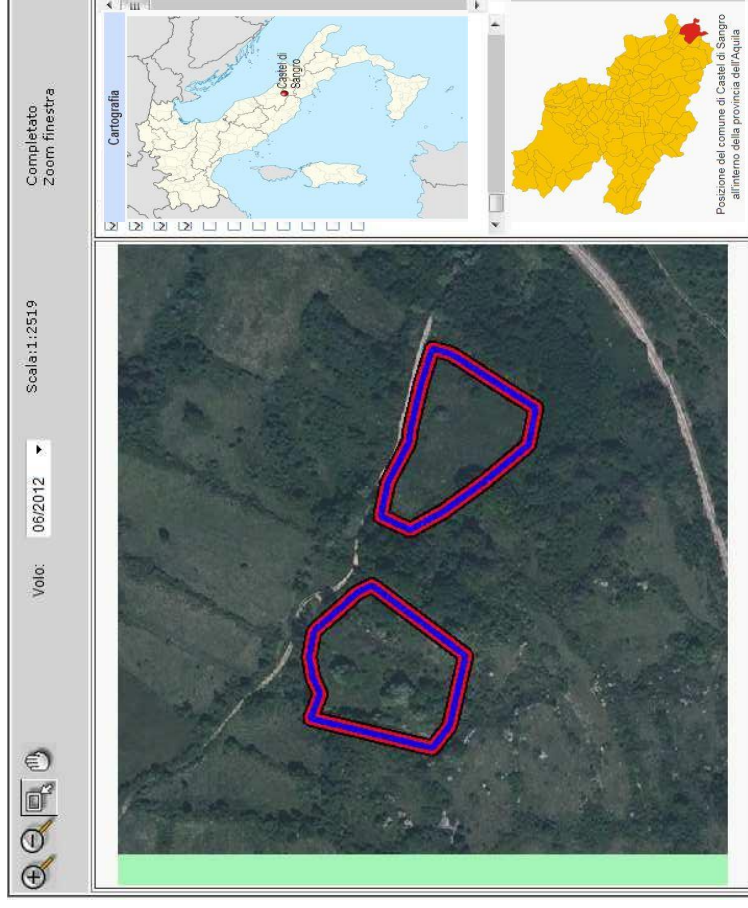 Volo:
06/2012
Scala:1:2519
Completato
Zoom finestra
Cartografia
Castel di
Sangro
Posizione del comune di Castel di Sangro
all'interno della provincia dell'Aquila